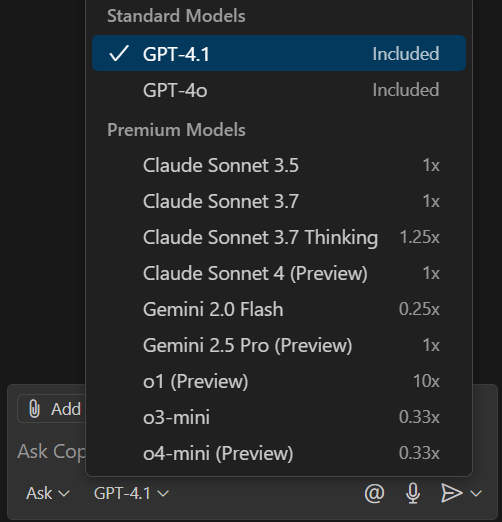 Standard Models
GPT-4.1 Included
GPT-4o Included
Premium Models
Claude Sonnet 3.5 1x
Claude Sonnet 3.7 1x
Claude Sonnet 3.7 Thinking 1.25x
Claude Sonnet 4 (Preview) 1x
Gemini 2.0 Flash 0.25x
Gemini 2.5 Pro (Preview) 1x
o1 (Preview) 10x
o3-mini 0.33x
o4-mini (Preview) 0.33x
Add
Ask Cop
Ask GPT-4.1 @